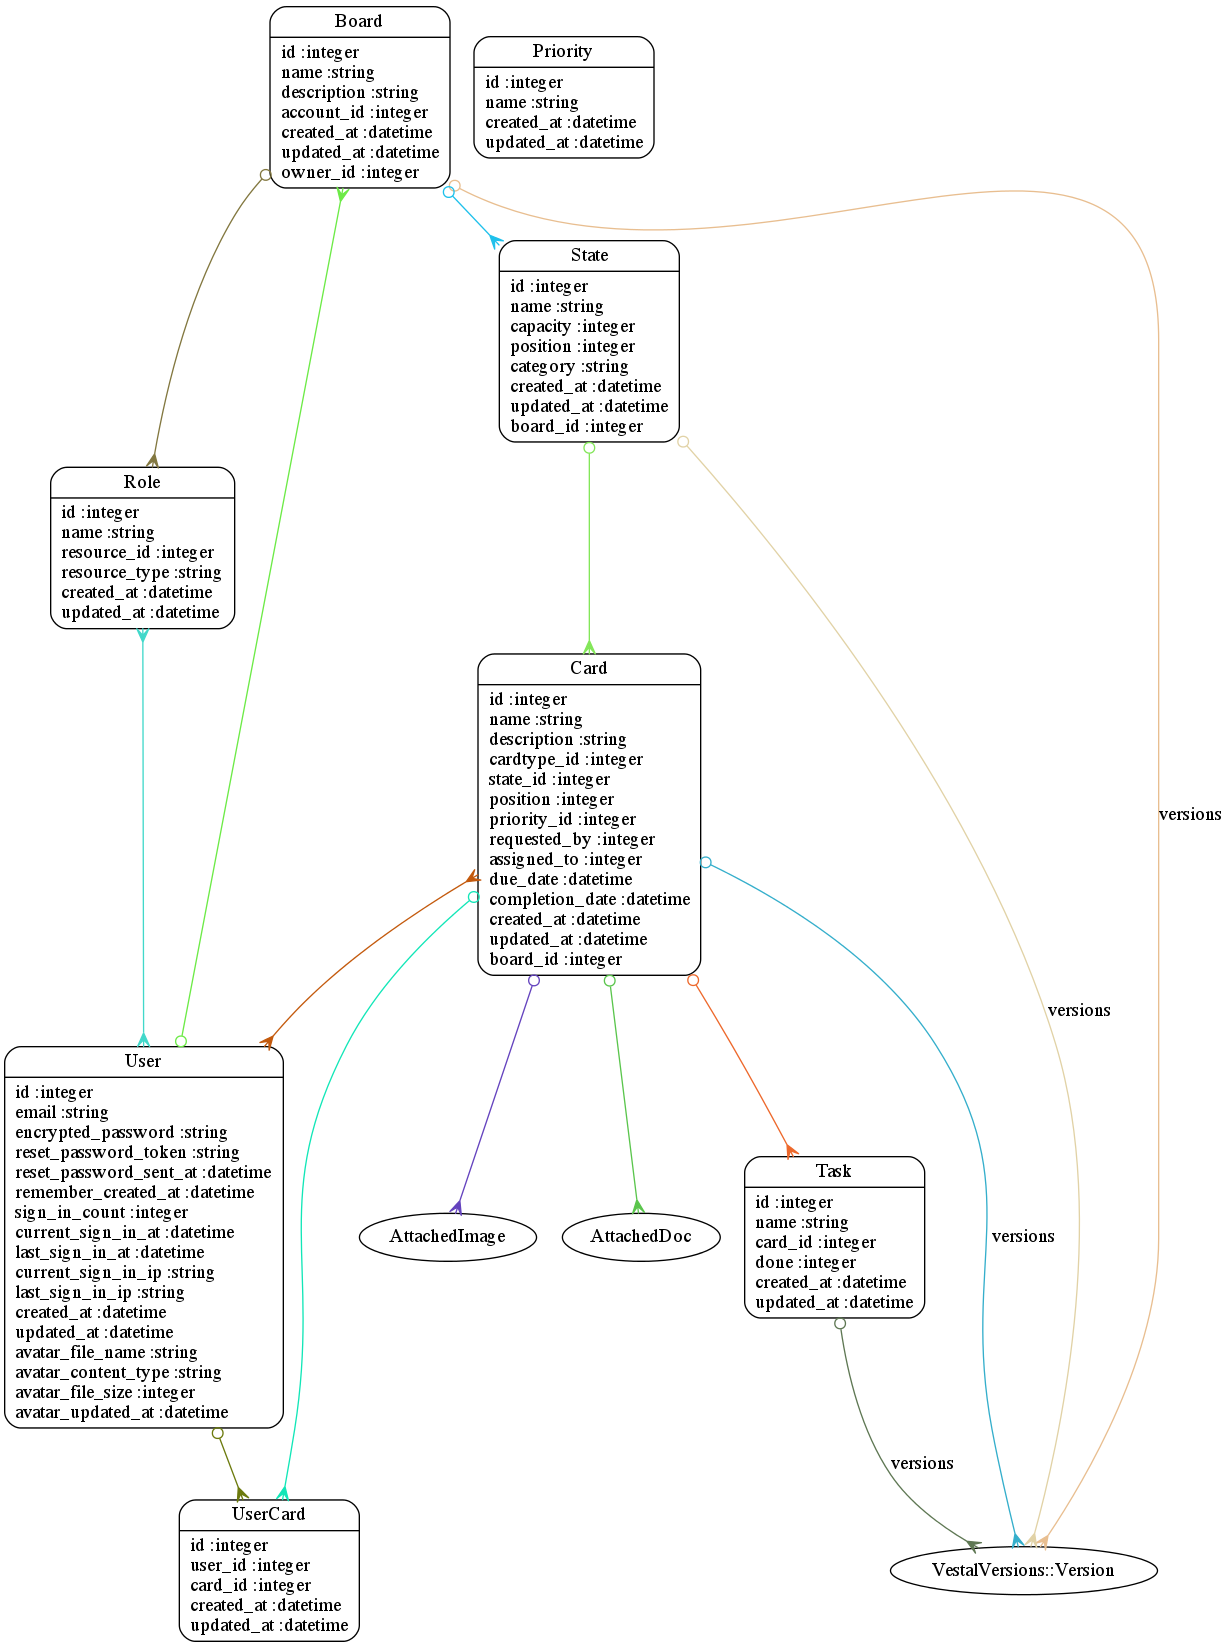 Board
id :integer
name :string
description :string
account_id :integer
created_at :datetime
updated_at :datetime
owner_id :integer
Priority
id :integer
name :string
created_at :datetime
updated_at :datetime
State
id :integer
name :string
capacity :integer
position :integer
category :string
created_at :datetime
updated_at :datetime
board_id :integer
Role
id :integer
name :string
resource_id :integer
resource_type :string
created_at :datetime
updated_at :datetime
Card
id :integer
name :string
description :string
cardtype_id :integer
state_id :integer
position :integer
priority_id :integer
requested_by :integer
assigned_to :integer
due_date :datetime
completion_date :datetime
created_at :datetime
updated_at :datetime
board_id :integer
versions
versions
User
id :integer
email :string
encrypted_password :string
reset_password_token :string
reset_password_sent_at :datetime
remember_created_at :datetime
sign_in_count :integer
current_sign_in_at :datetime
last_sign_in_at :datetime
current_sign_in_ip :string
last_sign_in_ip :string
created_at :datetime
updated_at :datetime
avatar_file_name :string
avatar_content_type :string
avatar_file_size :integer
avatar_updated_at :datetime
AttachedImage
AttachedDoc
Task
id :integer
name :string
card_id :integer
done :integer
created_at :datetime
updated_at :datetime
versions
versions
UserCard
id :integer
user_id :integer
card_id :integer
created_at :datetime
updated_at :datetime
VestalVersions::Version